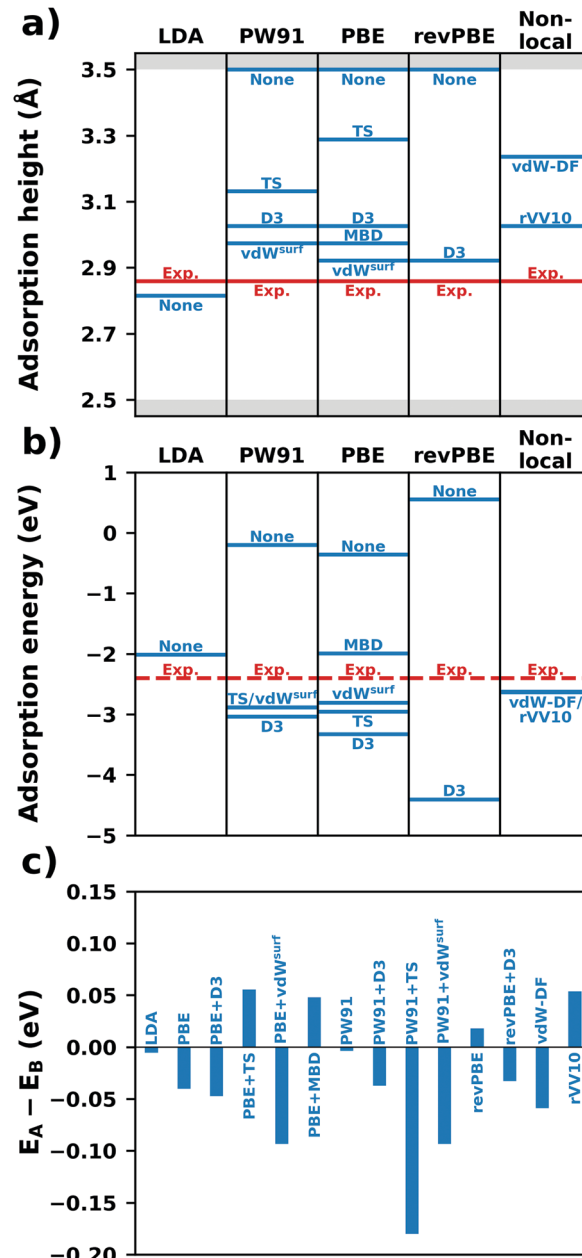 a)
LDA PW91 PBE revPBE Non-
local
Adsorption height (Å)
3.5
3.3
3.1
2.9
2.7
2.5
None None None
TS
TS
vdW-DF
D3 D3 rVV10
MBD
vdWsurf
D3
vdWsurf
Exp. Exp.
Exp. Exp. Exp.
None
b)
LDA PW91 PBE revPBE Non-
local
Adsorption energy (eV)
1
0
−1
−2
−3
−4
−5
None
None
None
None MBD
Exp. Exp. Exp. Exp. Exp.
TS/vdWsurf vdWsurf
vdW-DF/
rVV10
TS
D3
D3
D3
c)
EA − EB (eV)
0.15
0.10
0.05
0.00
−0.05
−0.10
−0.15
−0.20
LDA
PBE
PBE+D3
PBE+TS
PBE+vdWsurf
PBE+MBD
PW91
PW91+D3
PW91+TS
PW91+vdWsurf
revPBE
revPBE+D3
vdW-DF
rVV10